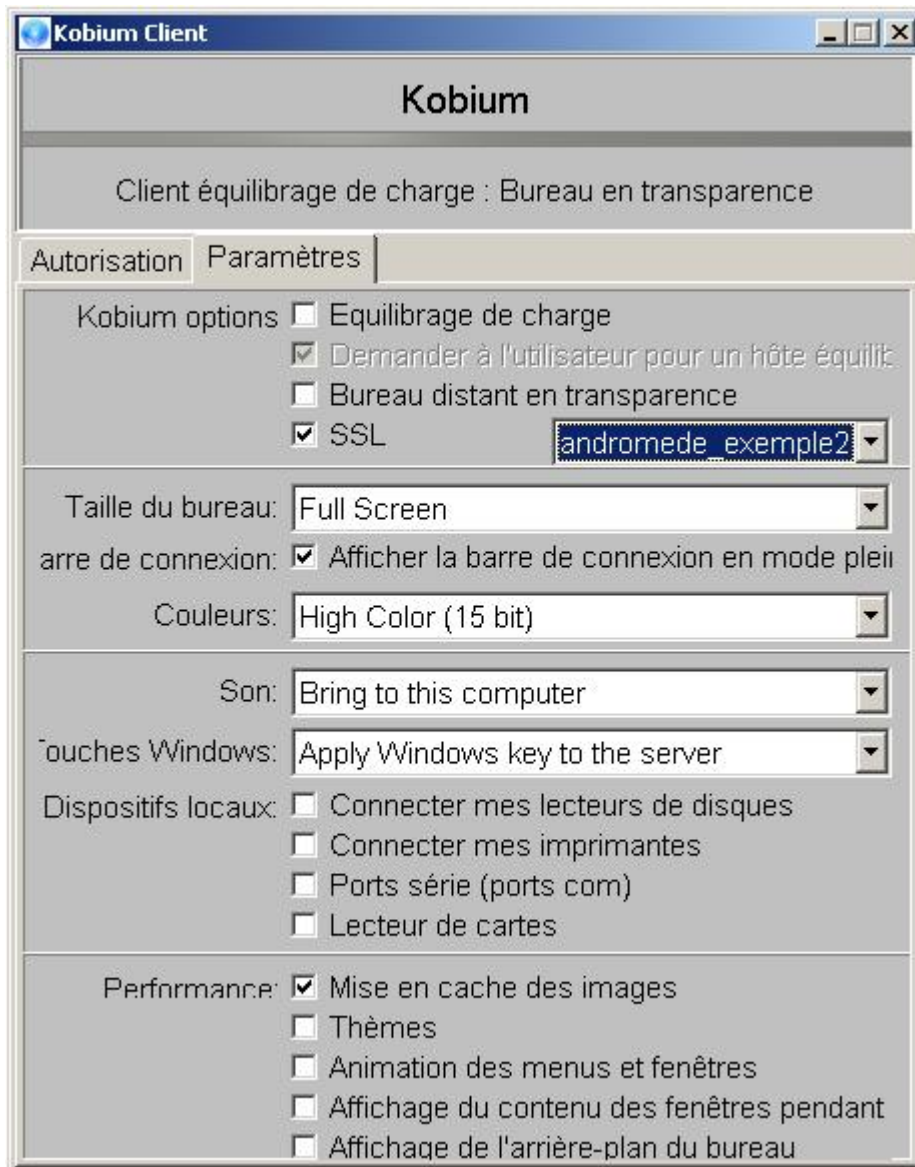 Kobium Client
Kobium
Client équilibrage de charge : Bureau en transparence
Autorisation Paramètres
Kobium options Equilibrage de charge
Demander à l'utilisateur pour un hôte équilit
Bureau distant en transparence
SSL andromede_exemple2
Taille du bureau: Full Screen
arre de connexion: Afficher la barre de connexion en mode plein
Couleurs: High Color (15 bit)
Son: Bring to this computer
Touches Windows: Apply Windows key to the server
Dispositifs locaux: Connecter mes lecteurs de disques
Connecter mes imprimantes
Ports série (ports com)
Lecteur de cartes
Performance: Mise en cache des images
Thèmes
Animation des menus et fenêtres
Affichage du contenu des fenêtres pendant
Affichage de l'arrière-plan du bureau